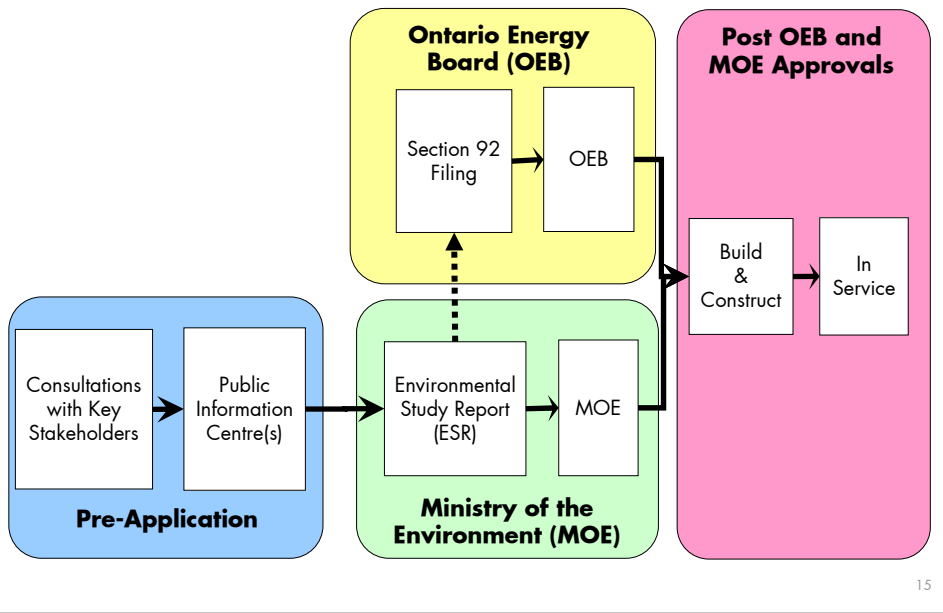 Ontario Energy
Board (OEB)
Section 92
Filing
OEB
Post OEB and
MOE Approvals
Build
&
Construct
In
Service
Consultations
with Key
Stakeholders
Public
Information
Centre(s)
Pre-Application
Environmental
Study Report
(ESR)
MOE
Ministry of the
Environment (MOE)
15